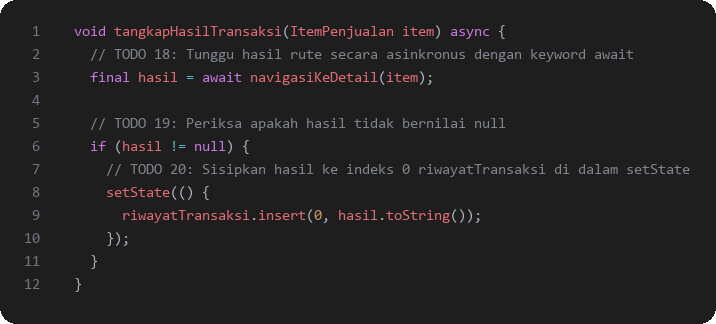 1 void tangkapHasilTransaksi(ItemPenjualan item) async {
2 // TODO 18: Tunggu hasil rute secara asinkronus dengan keyword await
3 final hasil = await navigasiKeDetail(item);
4
5 // TODO 19: Periksa apakah hasil tidak bernilai null
6 if (hasil != null) {
7 // TODO 20: Sisipkan hasil ke indeks 0 riwayatTransaksi di dalam setState
8 setState(() {
9 riwayatTransaksi.insert(0, hasil.toString());
10 });
11 }
12 }